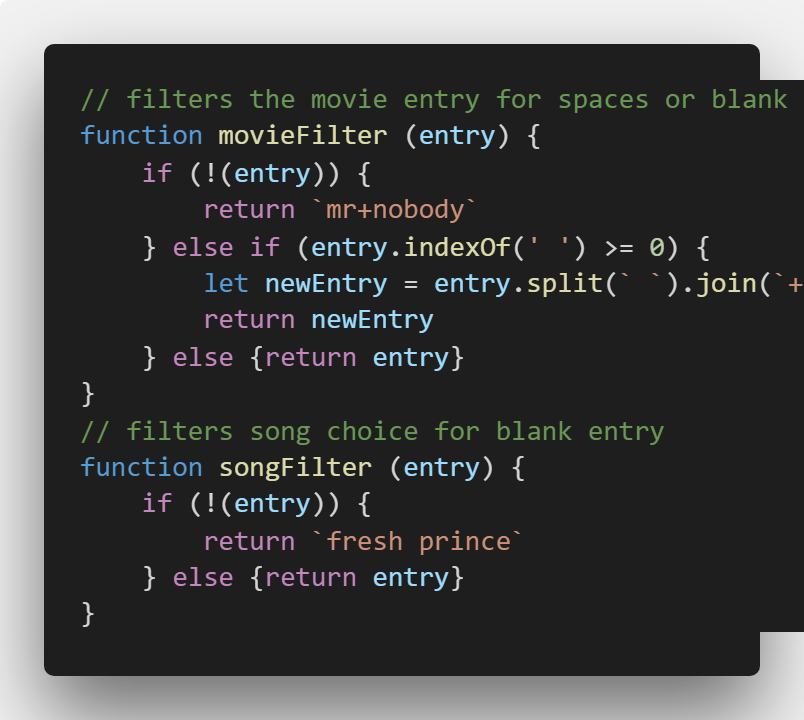 // filters the movie entry for spaces or blank
function movieFilter (entry) {
    if (!(entry)) {
        return `mr+nobody`
    } else if (entry.indexOf(' ') >= 0) {
        let newEntry = entry.split(` `).join(`+
        return newEntry
    } else {return entry}
}
// filters song choice for blank entry
function songFilter (entry) {
    if (!(entry)) {
        return `fresh prince`
    } else {return entry}
}